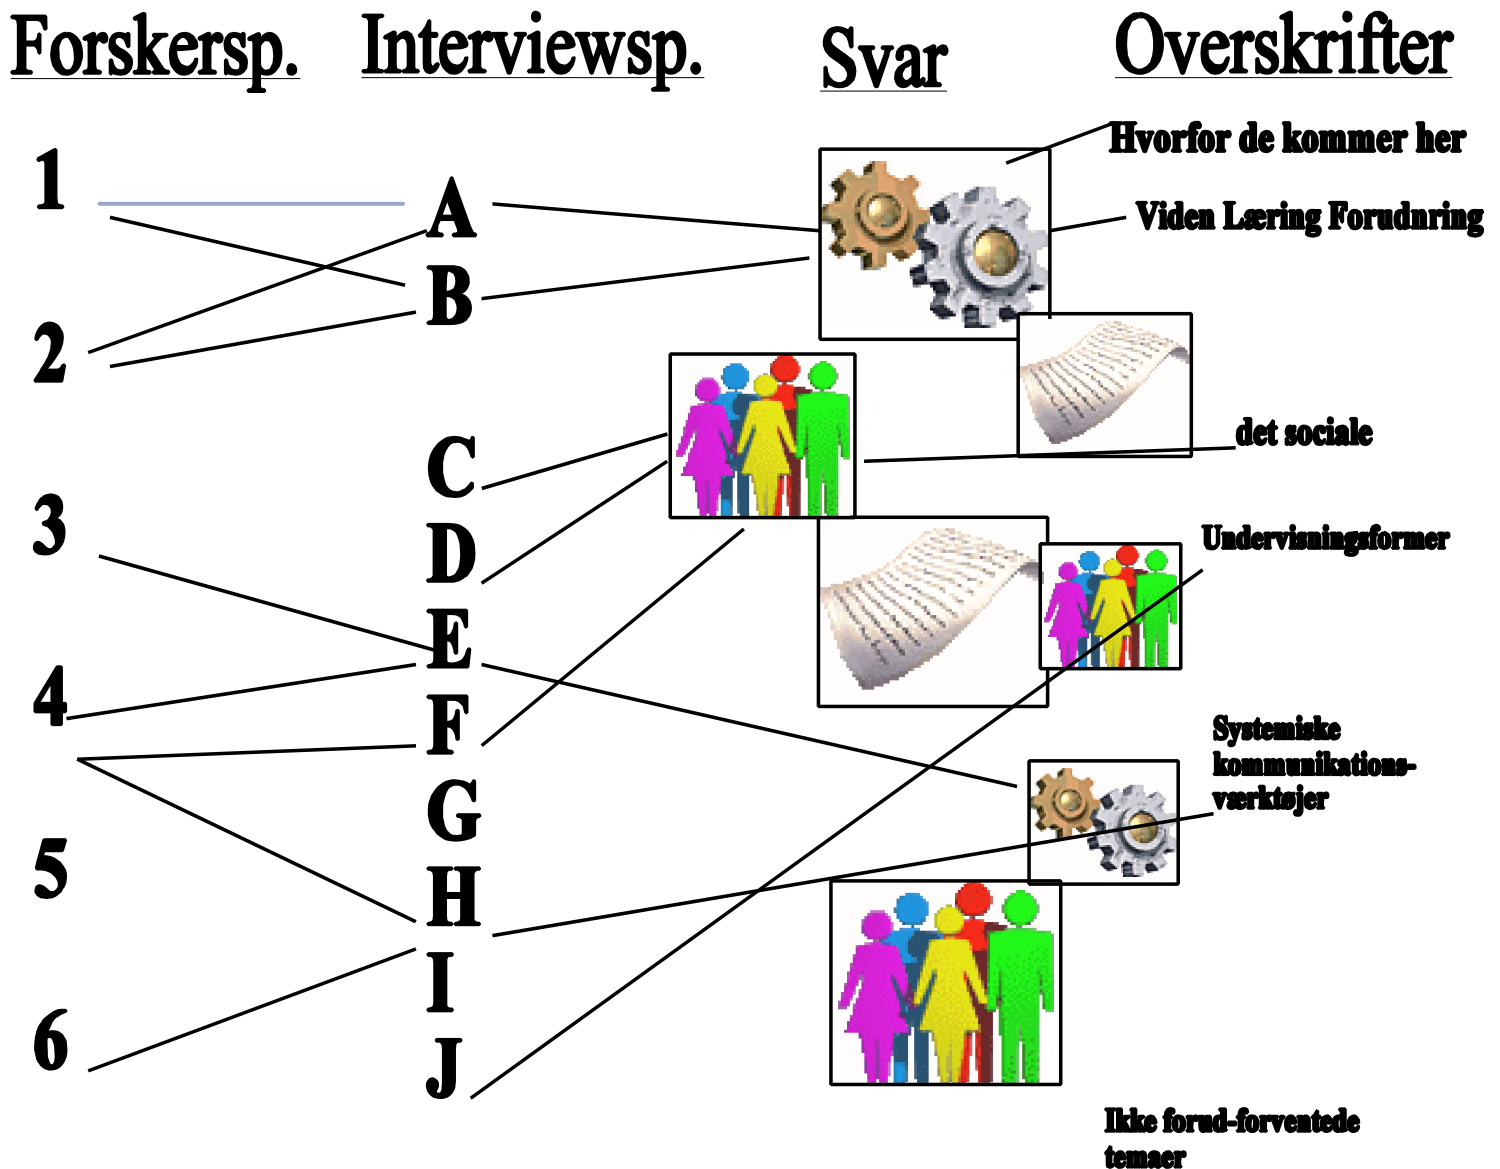 Forskersp.
Interviewsp.
Svar
Overskrifter
1
2
3
4
5
6
A
B
C
D
E
F
G
H
I
J
Hvorfor de kommer her
Viden Læring Forudnring
det sociale
Undervisningsformer
Systemiske
kommunikations-
værktøjer
Ikke forud-forventede
temaer